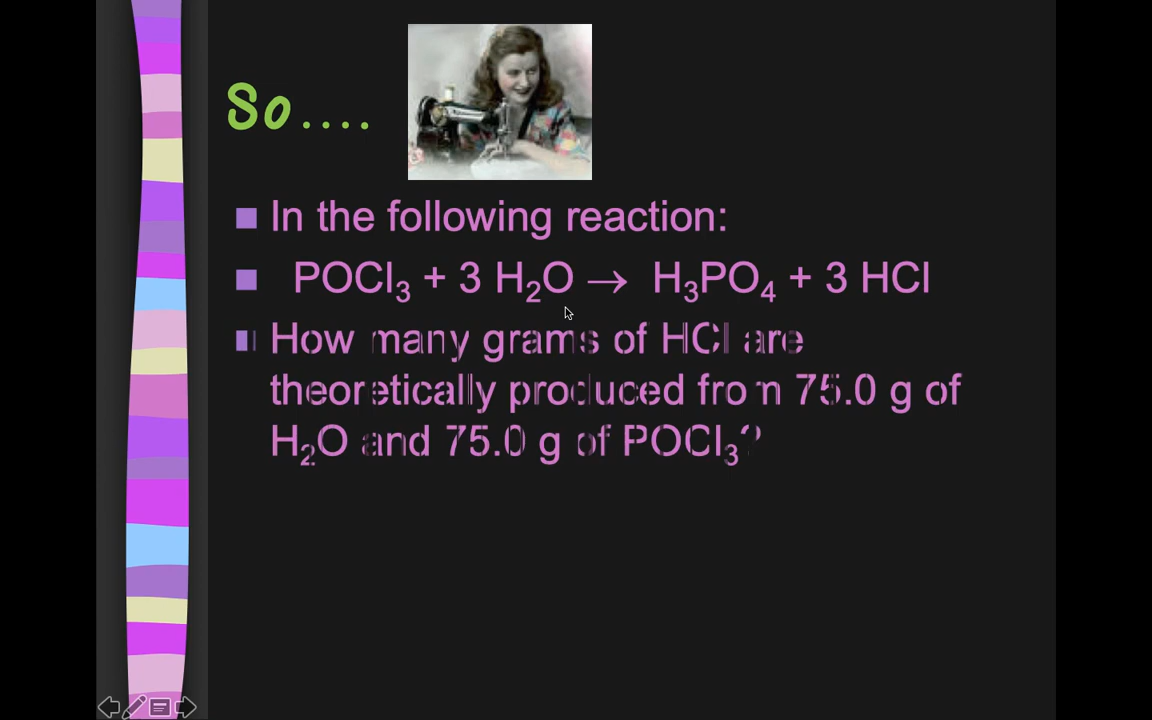 So....
In the following reaction:
POCl₃ + 3 H₂O → H₃PO₄ + 3 HCl
How many grams of HCl are
theoretically produced from 75.0 g of
H₂O and 75.0 g of POCl₃?